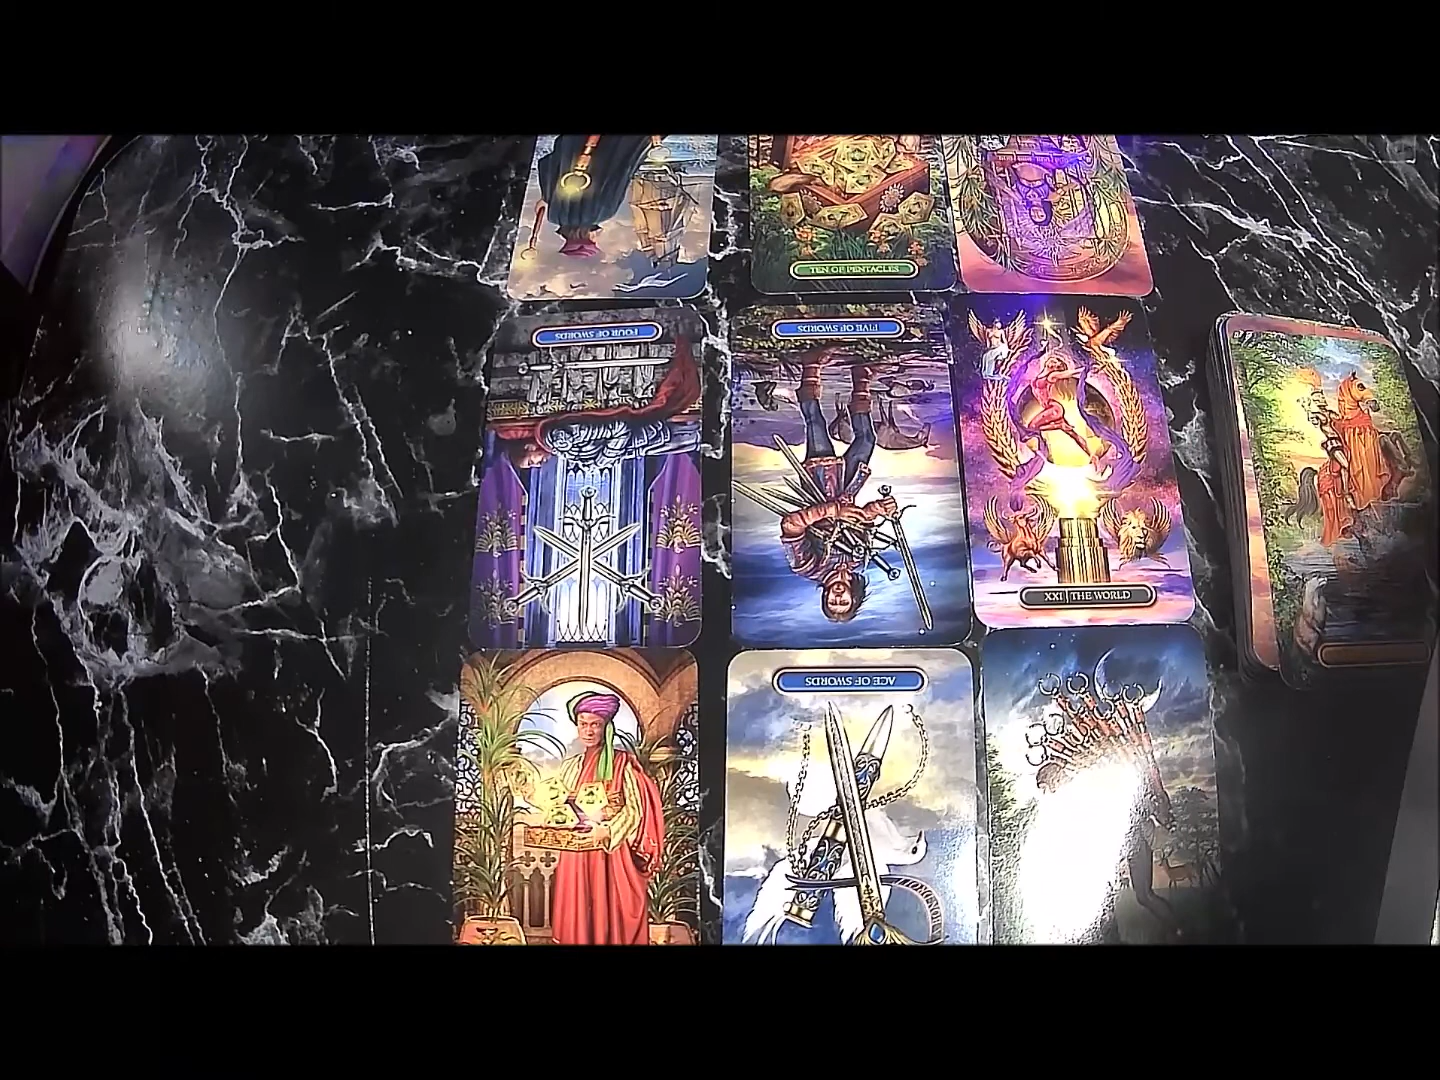 TEN OF PENTACLES
FOUR OF SWORDS
FIVE OF SWORDS
XXI THE WORLD
ACE OF SWORDS